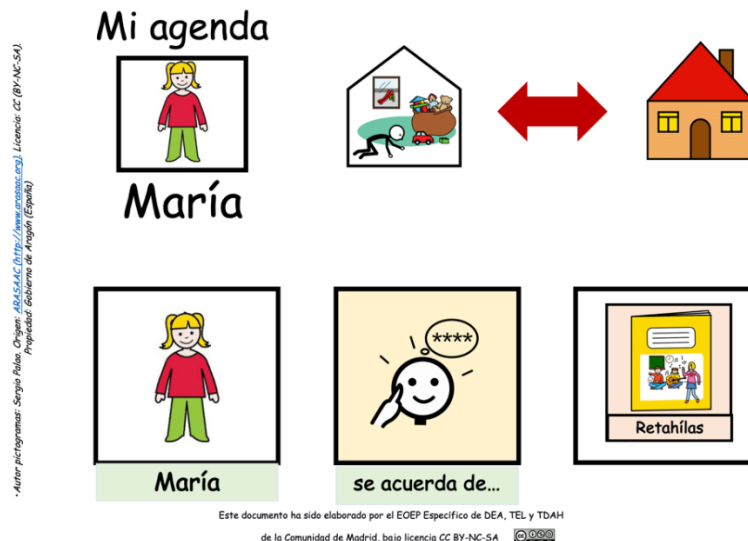 Mi agenda
María
• Autor pictogramas: Sergio Palao. Origen: ARASAAC (http://www.arasaac.org). Licencia: CC (BY-NC-SA).
Propiedad: Gobierno de Aragón (España)
****
Retahílas
María
se acuerda de...
Este documento ha sido elaborado por el EOEP Específico de DEA, TEL y TDAH
de la Comunidad de Madrid, bajo licencia CC BY-NC-SA